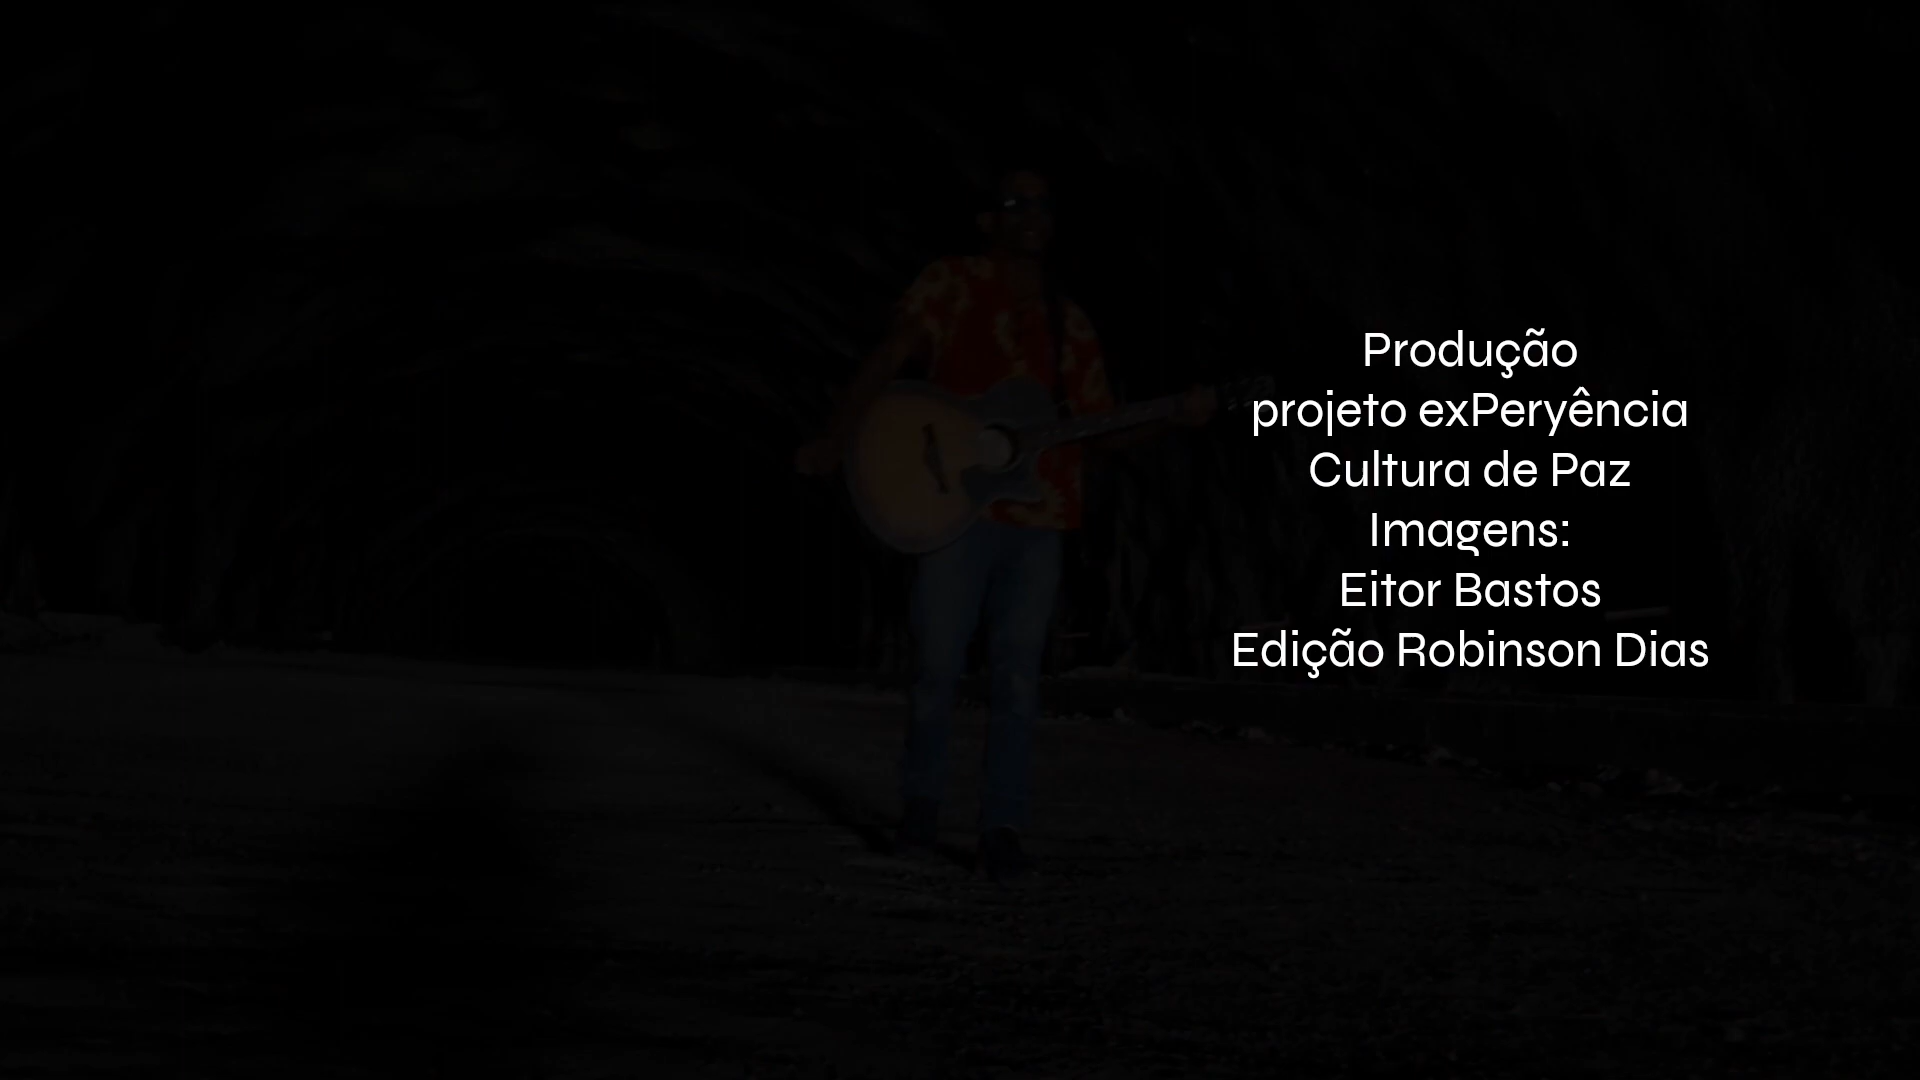 Produção
projeto exPeryência
Cultura de Paz
Imagens:
Eitor Bastos
Edição Robinson Dias